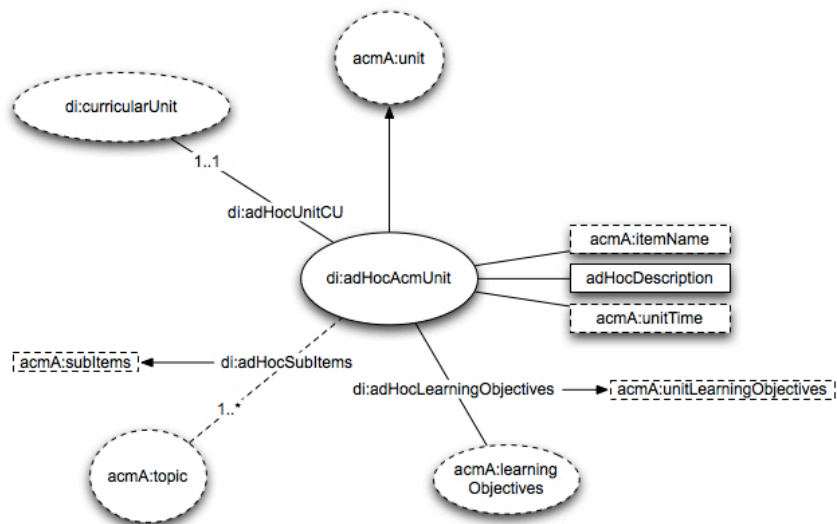 acmA:unit
di:curricularUnit
1..1
di:adHocUnitCU
acmA:itemName
di:adHocAcmUnit
adHocDescription
acmA:unitTime
acmA:subItems
di:adHocSubItems
di:adHocLearningObjectives
acmA:unitLearningObjectives
1..*
acmA:topic
acmA:learning
Objectives